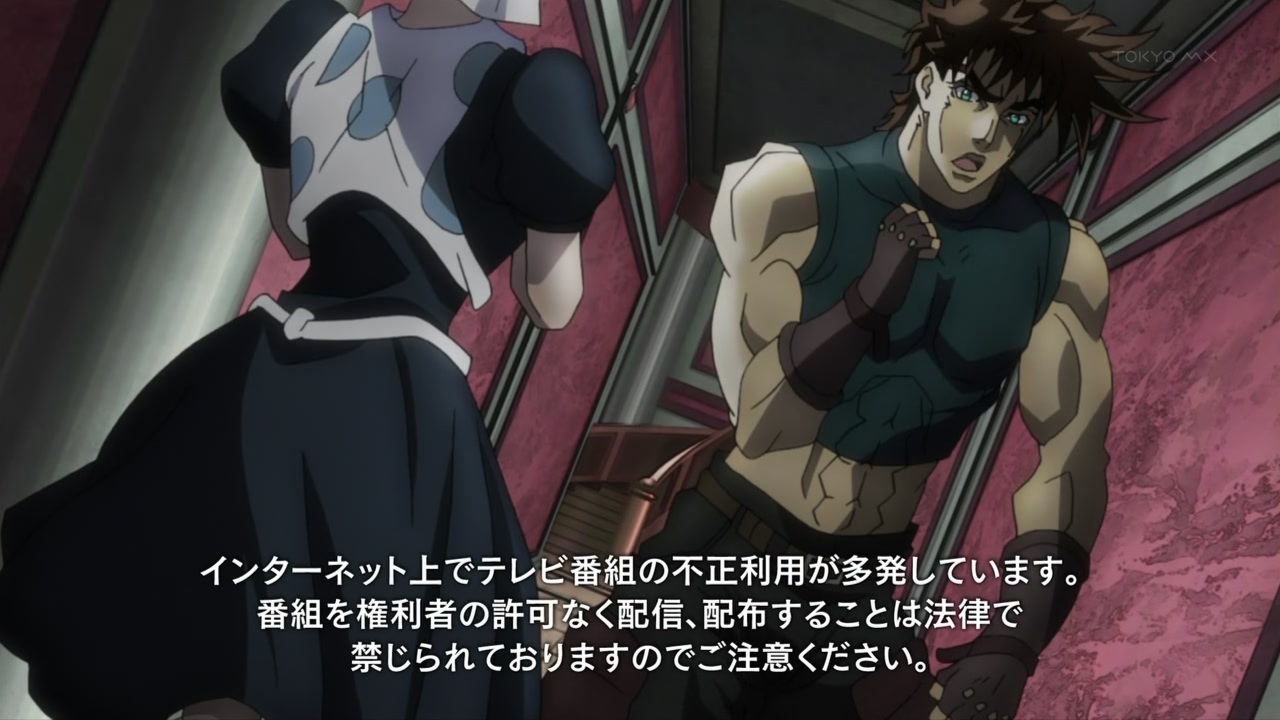 TOKYO MX
インターネット上でテレビ番組の不正利用が多発しています。
番組を権利者の許可なく配信、配布することは法律で
禁じられておりますのでご注意ください。